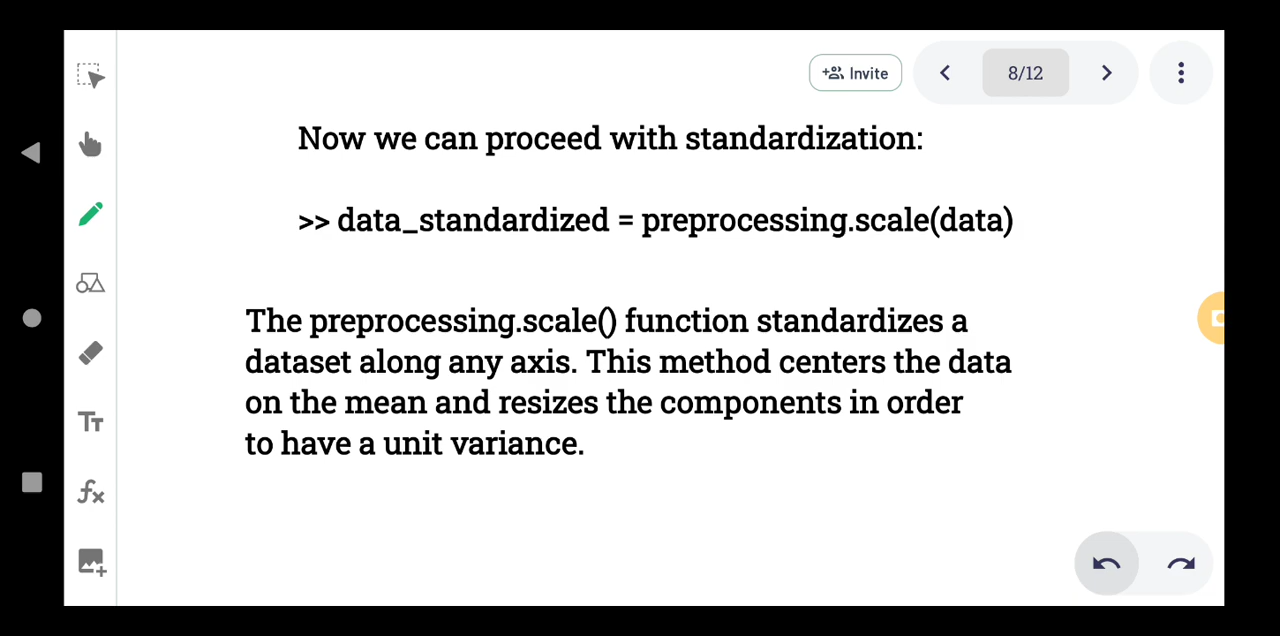 Invite
8/12
Now we can proceed with standardization:
>> data_standardized = preprocessing.scale(data)
The preprocessing.scale() function standardizes a
dataset along any axis. This method centers the data
on the mean and resizes the components in order
to have a unit variance.
TT
fx